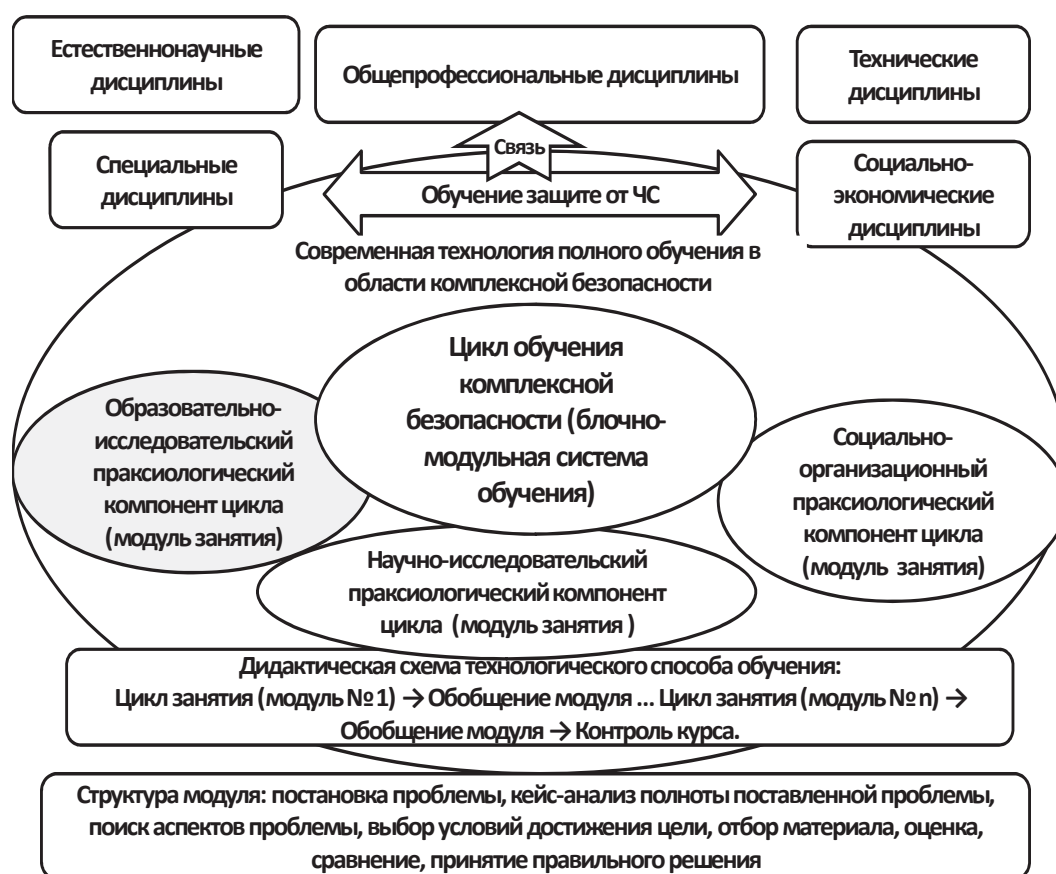 Естественнонаучные
дисциплины
Общепрофессиональные дисциплины
Технические
дисциплины
Связь
Специальные
дисциплины
Обучение защите от ЧС
Социально-
экономические
дисциплины
Современная технология полного обучения в
области комплексной безопасности
Цикл обучения
комплексной
безопасности (блочно-
модульная система
обучения)
Образовательно-
исследовательский
праксиологический
компонент цикла
(модуль занятия)
Социально-
организационный
праксиологический
компонент цикла
(модуль занятия)
Научно-исследовательский
праксиологический компонент
цикла (модуль занятия )
Дидактическая схема технологического способа обучения:
Цикл занятия (модуль № 1) → Обобщение модуля ... Цикл занятия (модуль № n) →
Обобщение модуля → Контроль курса.
Структура модуля: постановка проблемы, кейс-анализ полноты поставленной проблемы,
поиск аспектов проблемы, выбор условий достижения цели, отбор материала, оценка,
сравнение, принятие правильного решения